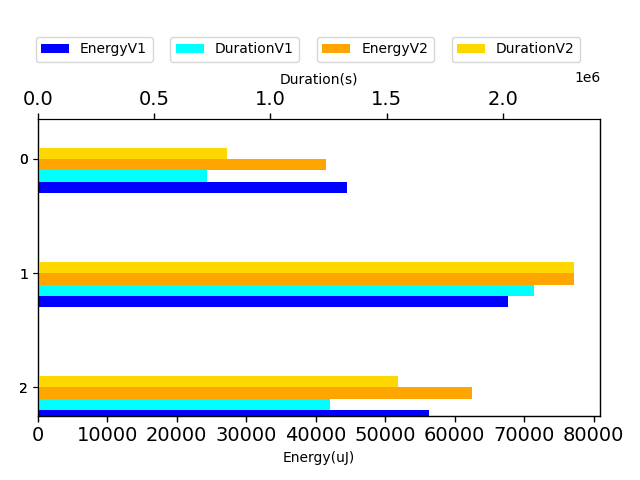 EnergyV1 DurationV1 EnergyV2 DurationV2
Duration(s)
1e6
0.0 0.5 1.0 1.5 2.0
0
1
2
0 10000 20000 30000 40000 50000 60000 70000 80000
Energy(uJ)